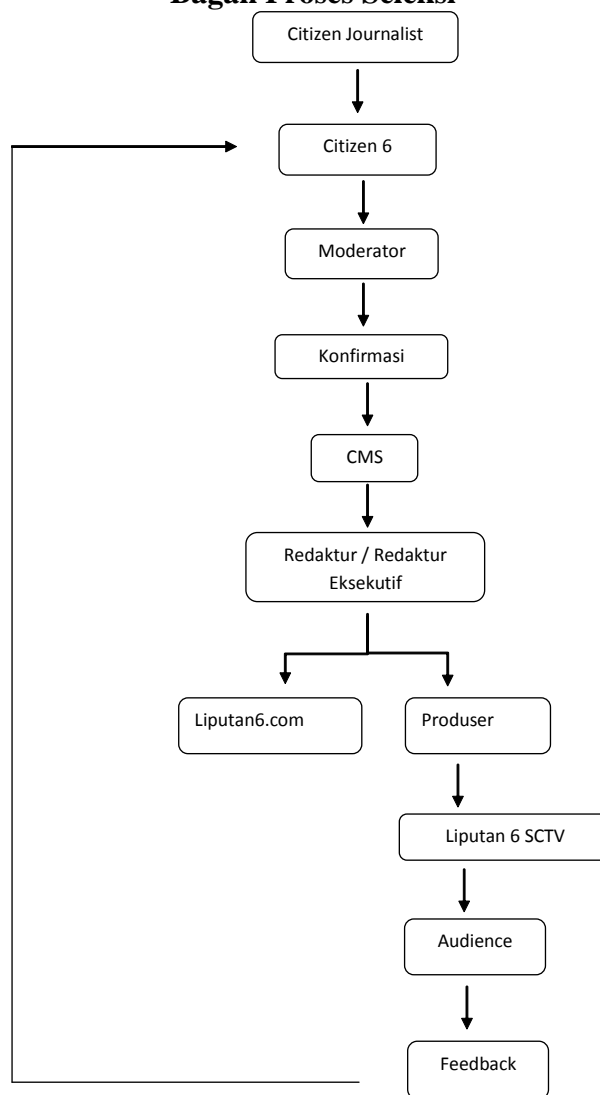 Bagan Proses Seleksi
Citizen Journalist
Citizen 6
Moderator
Konfirmasi
CMS
Redaktur / Redaktur
Eksekutif
Liputan6.com
Produser
Liputan 6 SCTV
Audience
Feedback